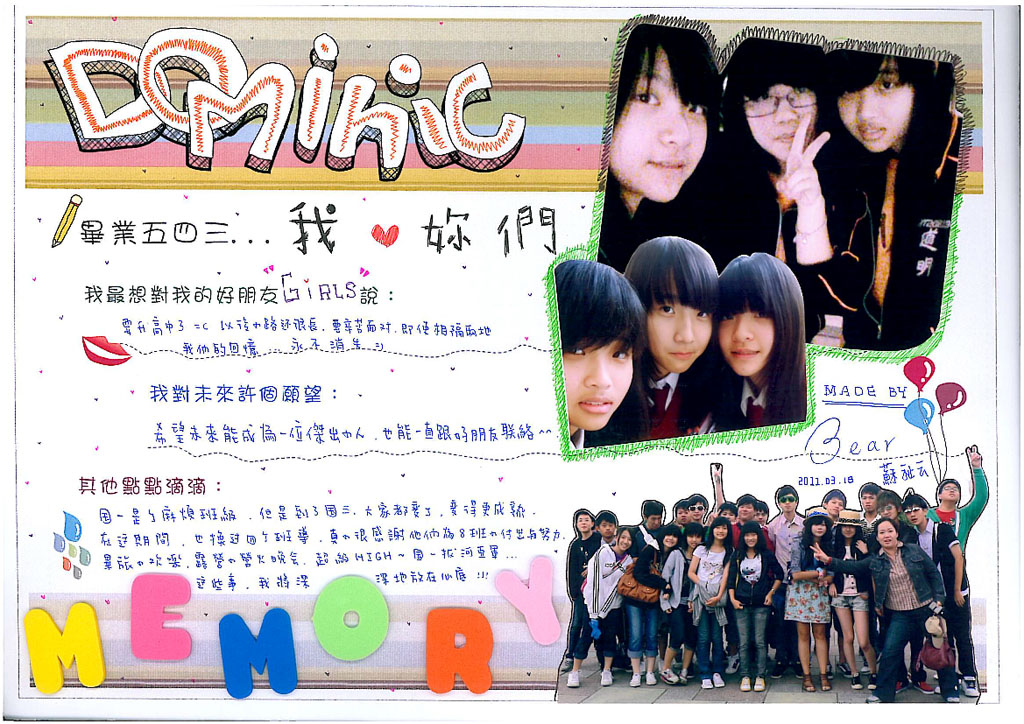 DOMiNiC
畢業五四三... 我 ♥ 妳們
我最想對我的好朋友GiRLS說：
要升高中了 =C 以後的路還很長，要辛苦面對，即使相隔兩地
我們的回憶... 永不消失 :)
我對未來許個願望：
希望未來能成為一位傑出的人，也能一直跟好朋友聯絡~~
其他點點滴滴：
國一是個麻煩班級，但是到了國三，大家都變了，變得更成熟，
在這期間，也換過四個班導，真的很感謝他們為8班的付出與努力，
畢旅的歡樂，露營的營火晚會，超級HIGH~國一拔河亞軍...
這些事，我將深 深地放在心底!!!
MEMORY
道明
MADE BY
Bear
2011.03.18